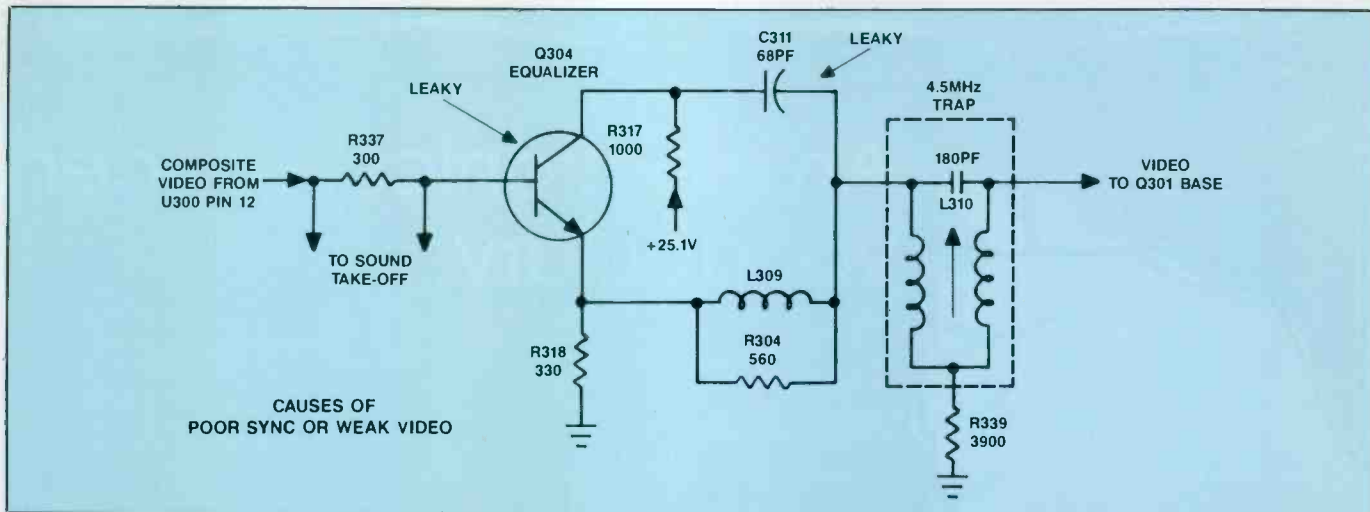 C311
68PF
LEAKY
Q304
EQUALIZER
LEAKY
4.5MHz
TRAP
R317
1000
R337
300
180PF
COMPOSITE
VIDEO FROM
U300 PIN 12
VIDEO
TO Q301 BASE
L310
+25.1V
TO SOUND
TAKE-OFF
L309
R318
330
R304
560
CAUSES OF
POOR SYNC OR WEAK VIDEO
R339
3900